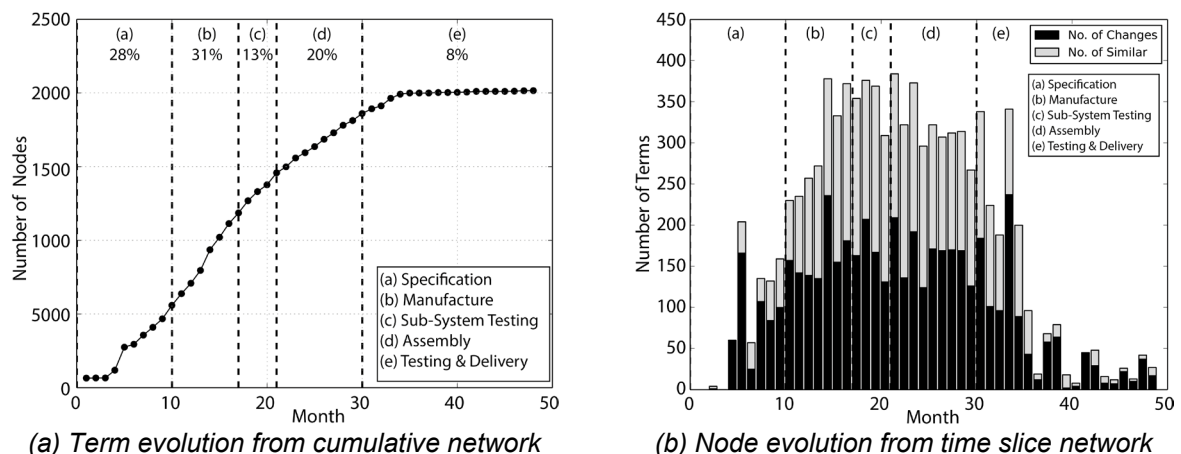 2500
2000
1500
1000
5000
0
Number of Nodes
(a) (b) (c) (d) (e)
28% 31% 13% 20% 8%
(a) Specification
(b) Manufacture
(c) Sub-System Testing
(d) Assembly
(e) Testing & Delivery
0 10 20 30 40 50
Month
(a) Term evolution from cumulative network
450
400
350
300
250
200
150
100
50
0
Number of Terms
(a) (b) (c) (d) (e)
No. of Changes
No. of Similar
(a) Specification
(b) Manufacture
(c) Sub-System Testing
(d) Assembly
(e) Testing & Delivery
0 10 20 30 40 50
Month
(b) Node evolution from time slice network